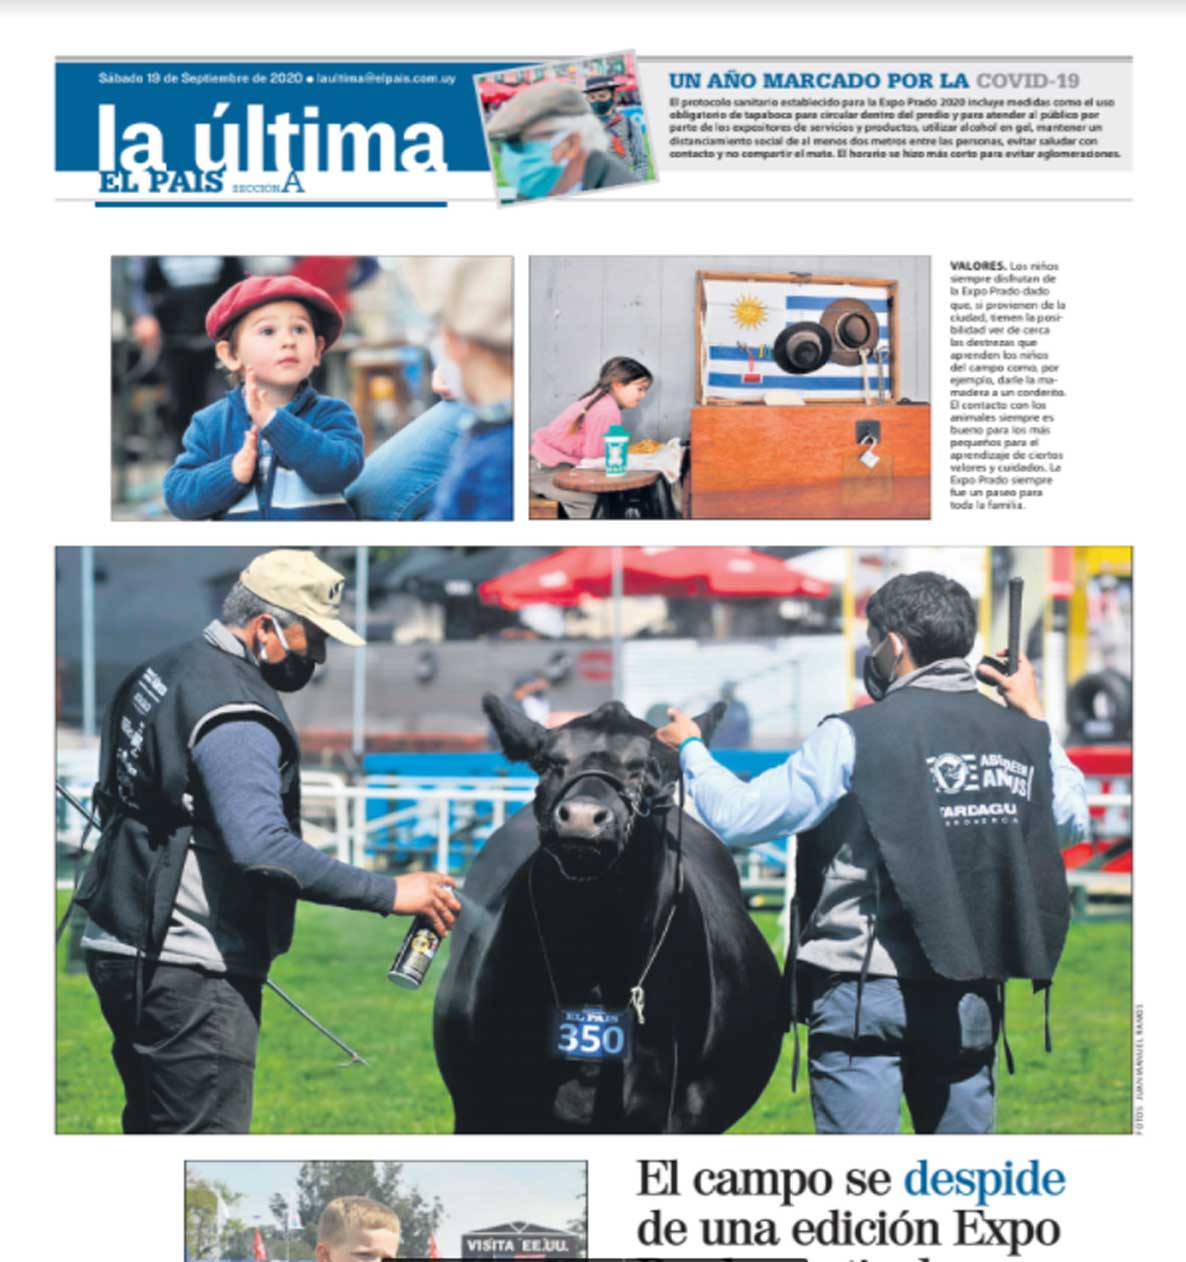 Sábado 19 de Septiembre de 2020 ● laultima@elpais.com.uy
la última
EL PAIS SECCIÓN A
UN AÑO MARCADO POR LA COVID-19
El protocolo sanitario establecido para la Expo Prado 2020 incluye medidas como el uso
obligatorio de tapaboca para circular dentro del predio y para atender al público por
parte de los expositores de servicios y productos, utilizar alcohol en gel, mantener un
distanciamiento social de al menos dos metros entre las personas, evitar saludar con
contacto y no compartir el mate. El horario se hizo más corto para evitar aglomeraciones.
VALORES. Los niños
siempre disfrutan de
la Expo Prado dado
que, si provienen de la
ciudad, tienen la posi-
bilidad ver de cerca
las destrezas que
aprenden los niños
del campo como, por
ejemplo, darle la ma-
madera a un corderito.
El contacto con los
animales siempre es
bueno para los más
pequeños para el
aprendizaje de ciertos
valores y cuidados. La
Expo Prado siempre
fue un paseo para
toda la familia.
EL PAIS
350
ABERDEEN
ANGUS
ARDAGU
FOTOS: JUAN MANUEL RAMOS
VISITA EE.UU.
El campo se despide
de una edición Expo